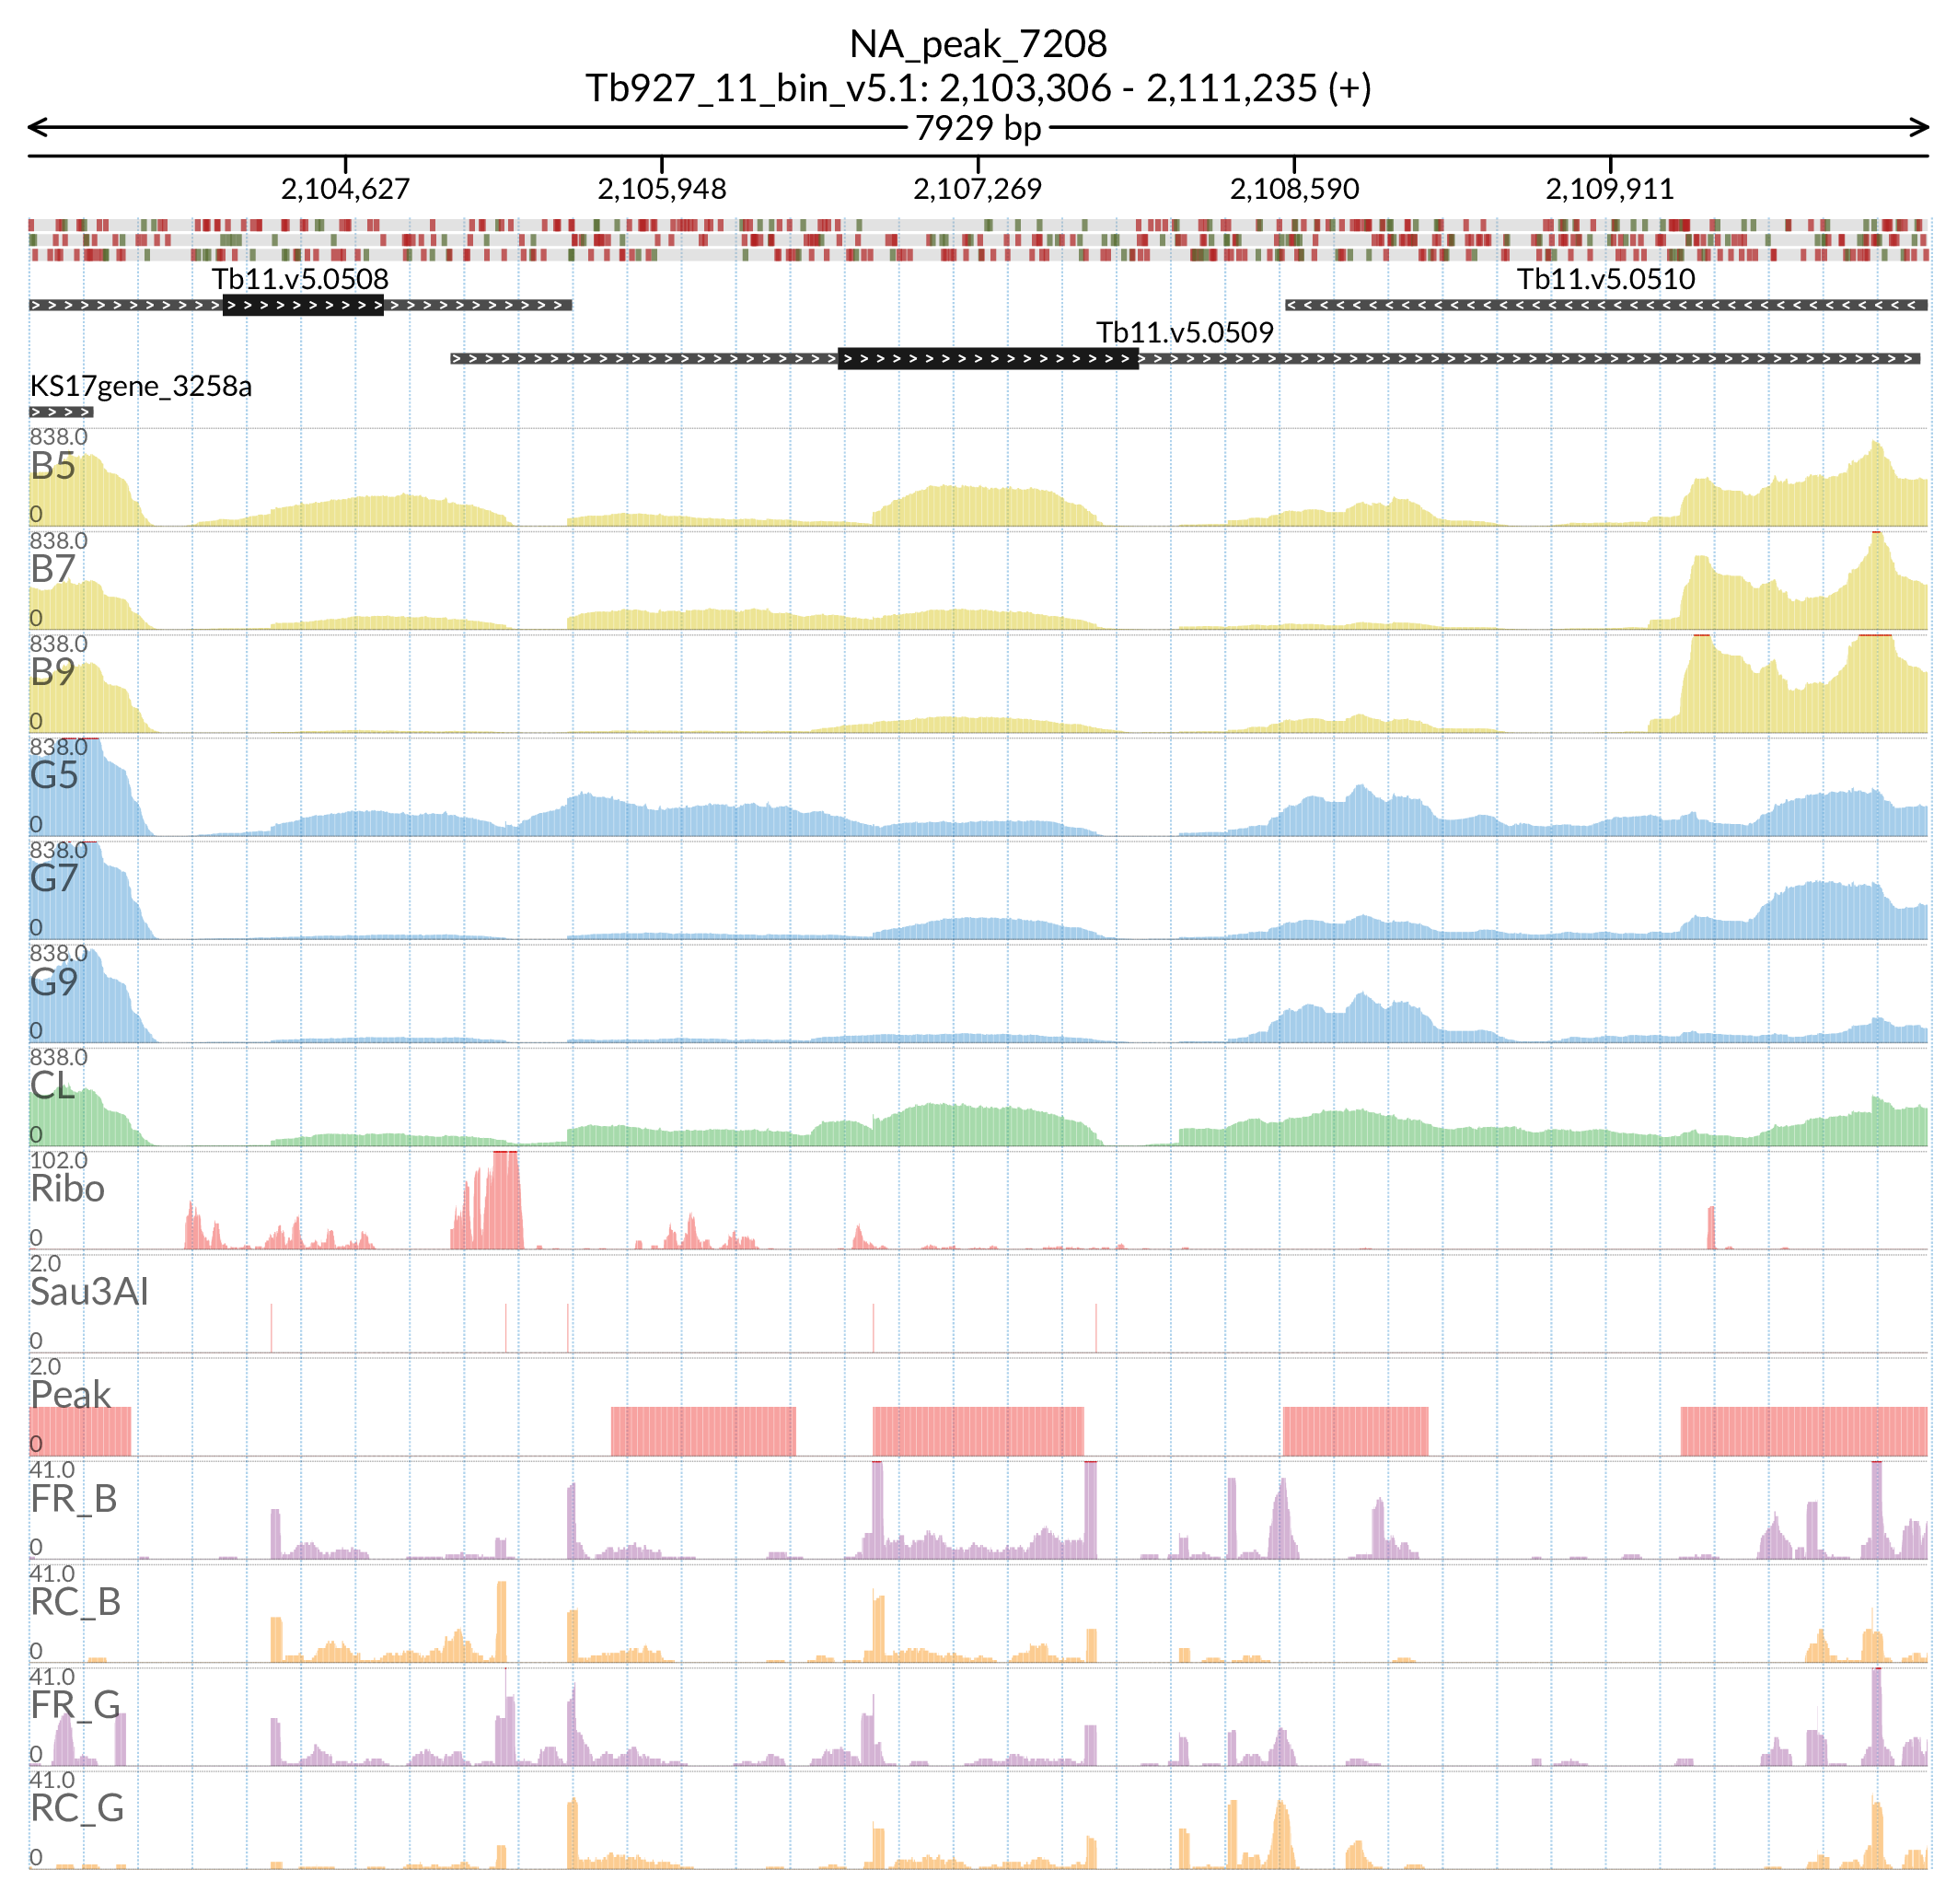 NA_peak_7208
Tb927_11_bin_v5.1: 2,103,306 - 2,111,235 (+)
7929 bp
2,104,627 2,105,948 2,107,269 2,108,590 2,109,911
Tb11.v5.0508 Tb11.v5.0510
Tb11.v5.0509
KS17gene_3258a
838.0
B5
0
838.0
B7
0
838.0
B9
0
838.0
G5
0
838.0
G7
0
838.0
G9
0
838.0
CL
0
102.0
Ribo
0
2.0
Sau3AI
0
2.0
Peak
0
41.0
FR_B
0
41.0
RC_B
0
41.0
FR_G
0
41.0
RC_G
0